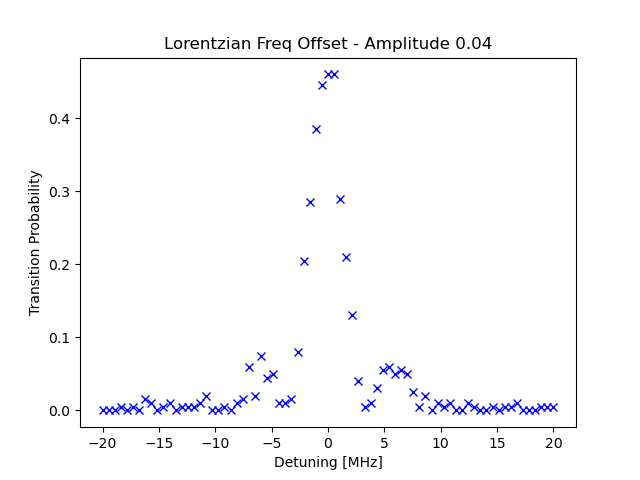 Lorentzian Freq Offset - Amplitude 0.04
Transition Probability
0.4
0.3
0.2
0.1
0.0
−20 −15 −10 −5 0 5 10 15 20
Detuning [MHz]